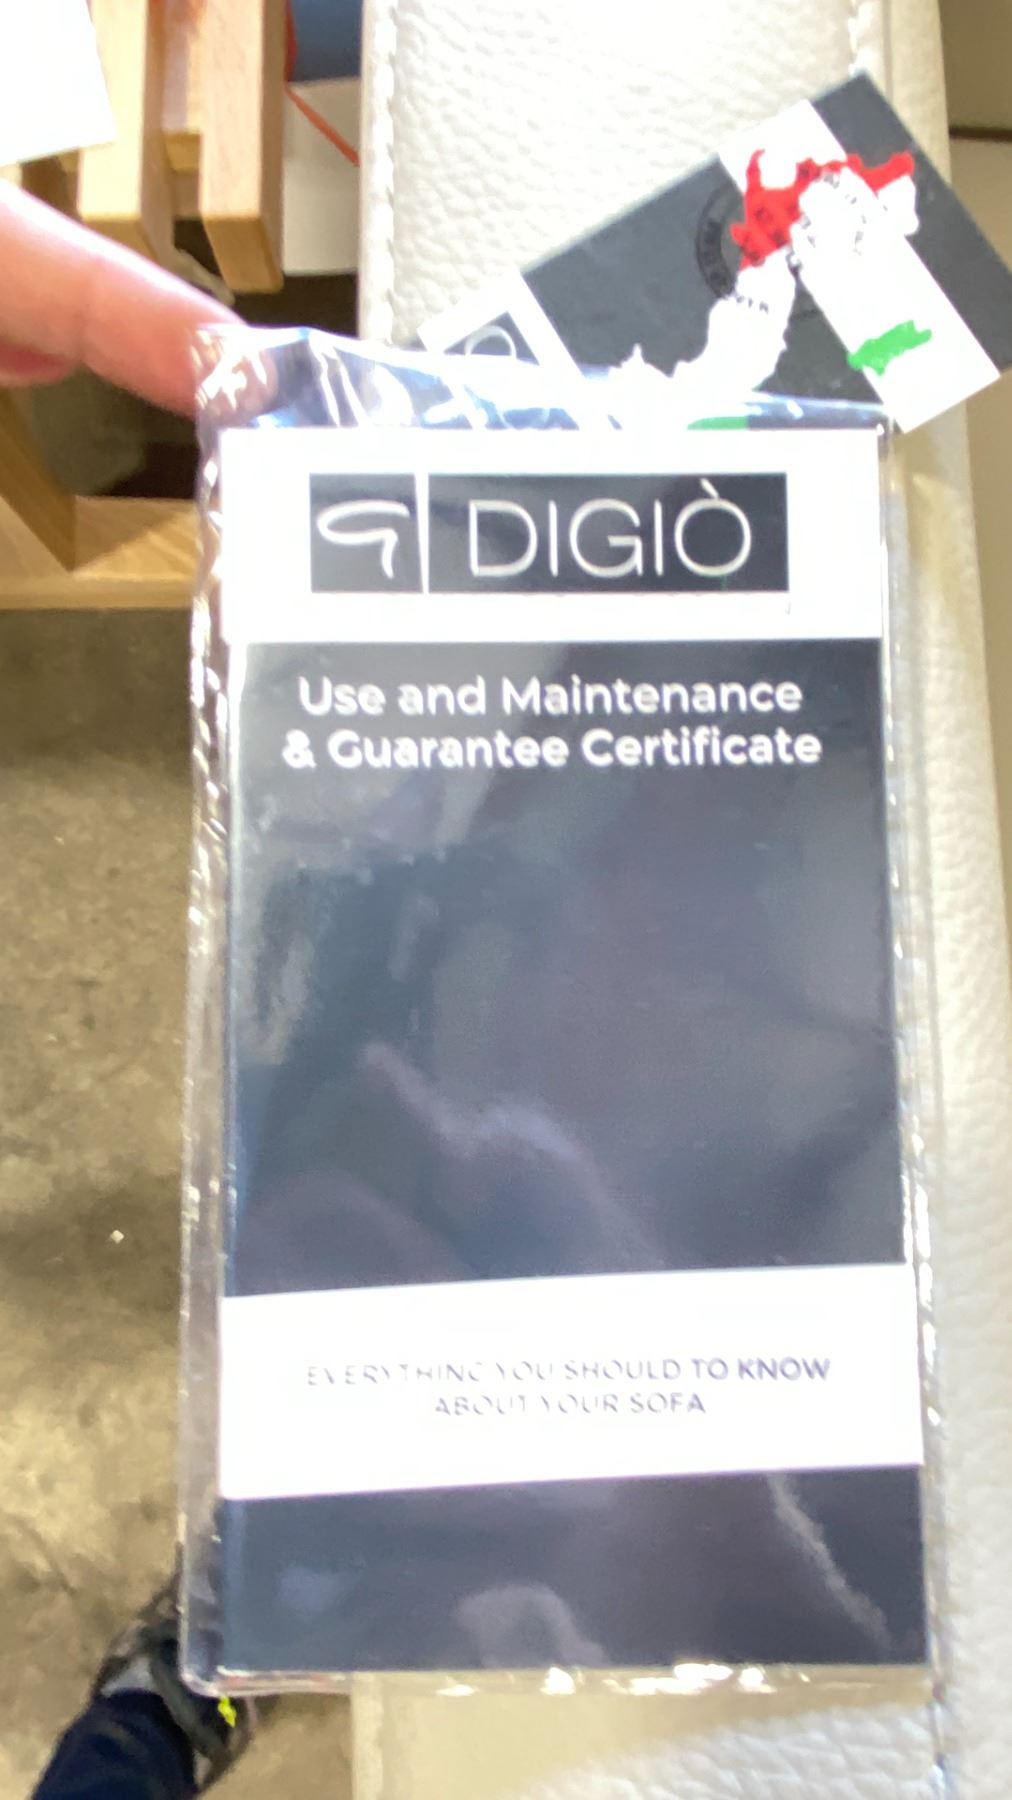 DIGIÒ
Use and Maintenance
& Guarantee Certificate
EVERYTHING YOU SHOULD TO KNOW
ABOUT YOUR SOFA